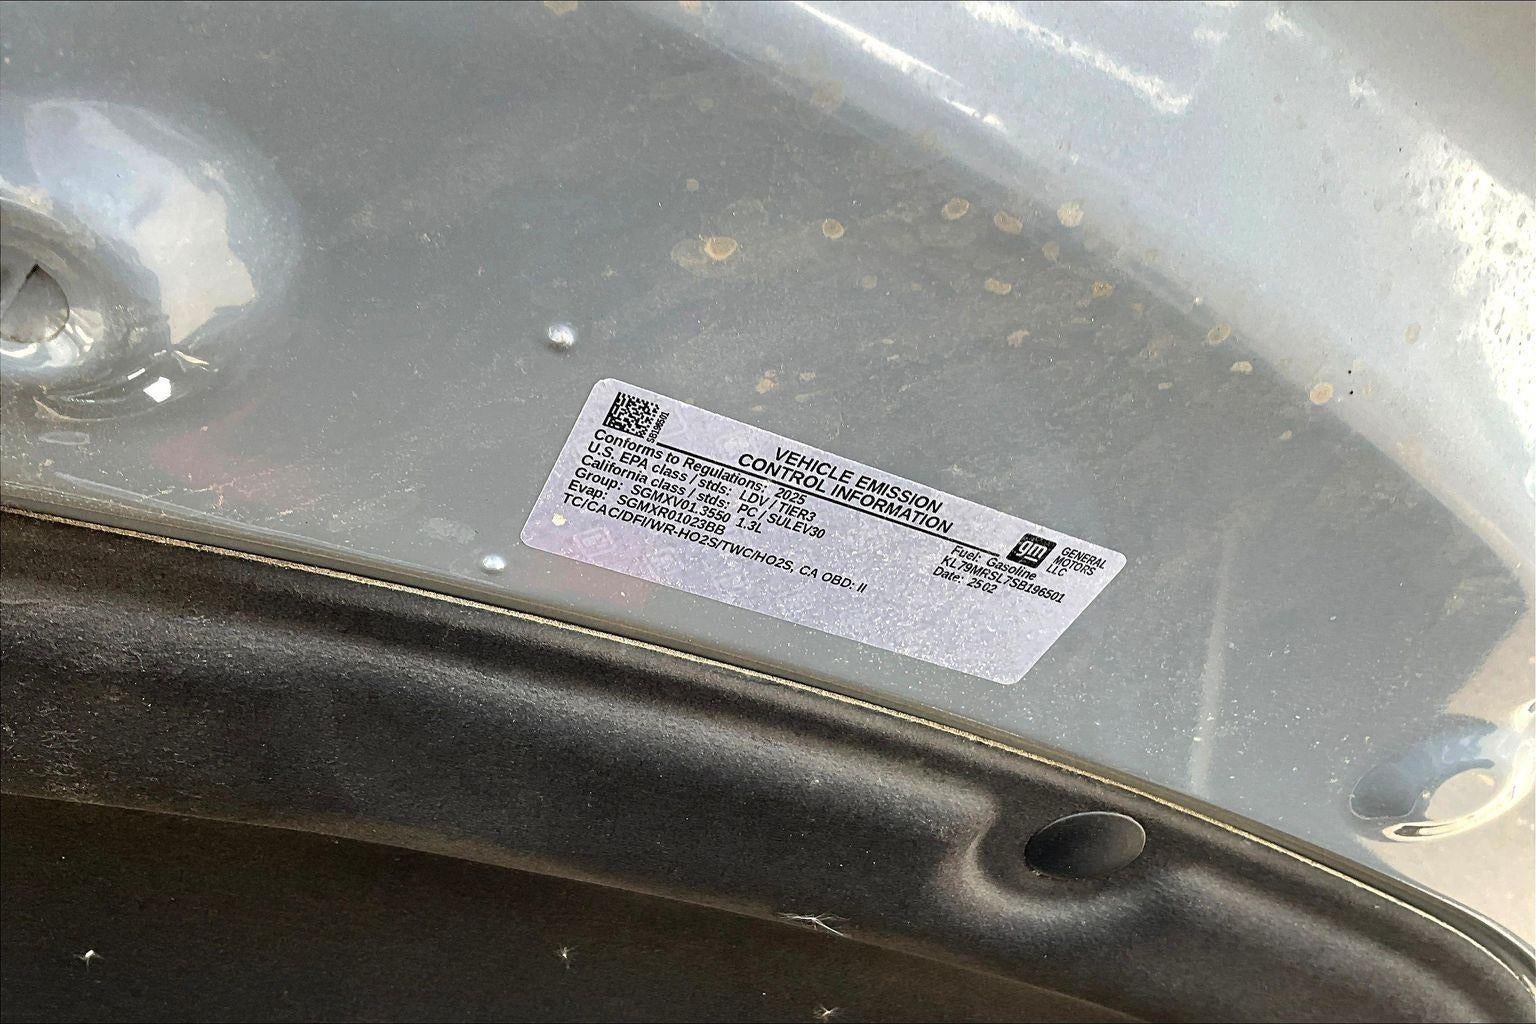 SB196501
VEHICLE EMISSION
CONTROL INFORMATION
Conforms to Regulations: 2025
U.S. EPA class / stds: LDV / TIER3
California class / stds: PC / SULEV30
Group: SGMXV01.3550 1.3L
Evap: SGMXR01023BB
TC/CAC/DFI/WR-HO2S/TWC/HO2S, CA OBD: II
gm
GENERAL
MOTORS
LLC
Fuel: Gasoline
KL79MRSL7SB196501
Date: 2502